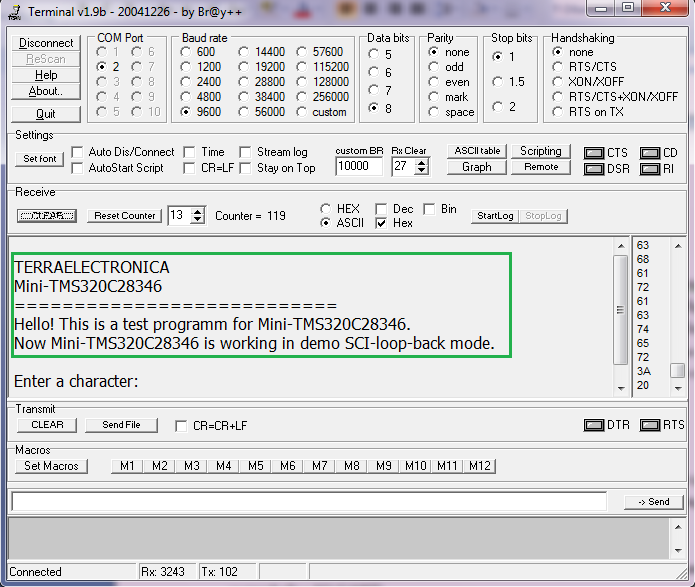 Terminal v1.9b - 20041226 - by Br@y++
Disconnect
ReScan
Help
About..
Quit
COM Port
1 6
2 7
3 8
4 9
5 10
Baud rate
600 14400 57600
1200 19200 115200
2400 28800 128000
4800 38400 256000
9600 56000 custom
Data bits
5
6
7
8
Parity
none
odd
even
mark
space
Stop bits
1
1.5
2
Handshaking
none
RTS/CTS
XON/XOFF
RTS/CTS+XON/XOFF
RTS on TX
Settings
Set font
Auto Dis/Connect Time Stream log
AutoStart Script CR=LF Stay on Top
custom BR Rx Clear
10000 27
ASCII table Scripting
Graph Remote
CTS CD
DSR RI
Receive
CLEAR Reset Counter 13 Counter = 119
HEX Dec Bin
ASCII Hex
StartLog StopLog
TERRAELECTRONICA
Mini-TMS320C28346
===========================
Hello! This is a test programm for Mini-TMS320C28346.
Now Mini-TMS320C28346 is working in demo SCI-loop-back mode.
Enter a character:
63
68
61
72
61
63
74
65
72
3A
20
Transmit
CLEAR Send File CR=CR+LF DTR RTS
Macros
Set Macros M1 M2 M3 M4 M5 M6 M7 M8 M9 M10 M11 M12
-> Send
Connected Rx: 3243 Tx: 102